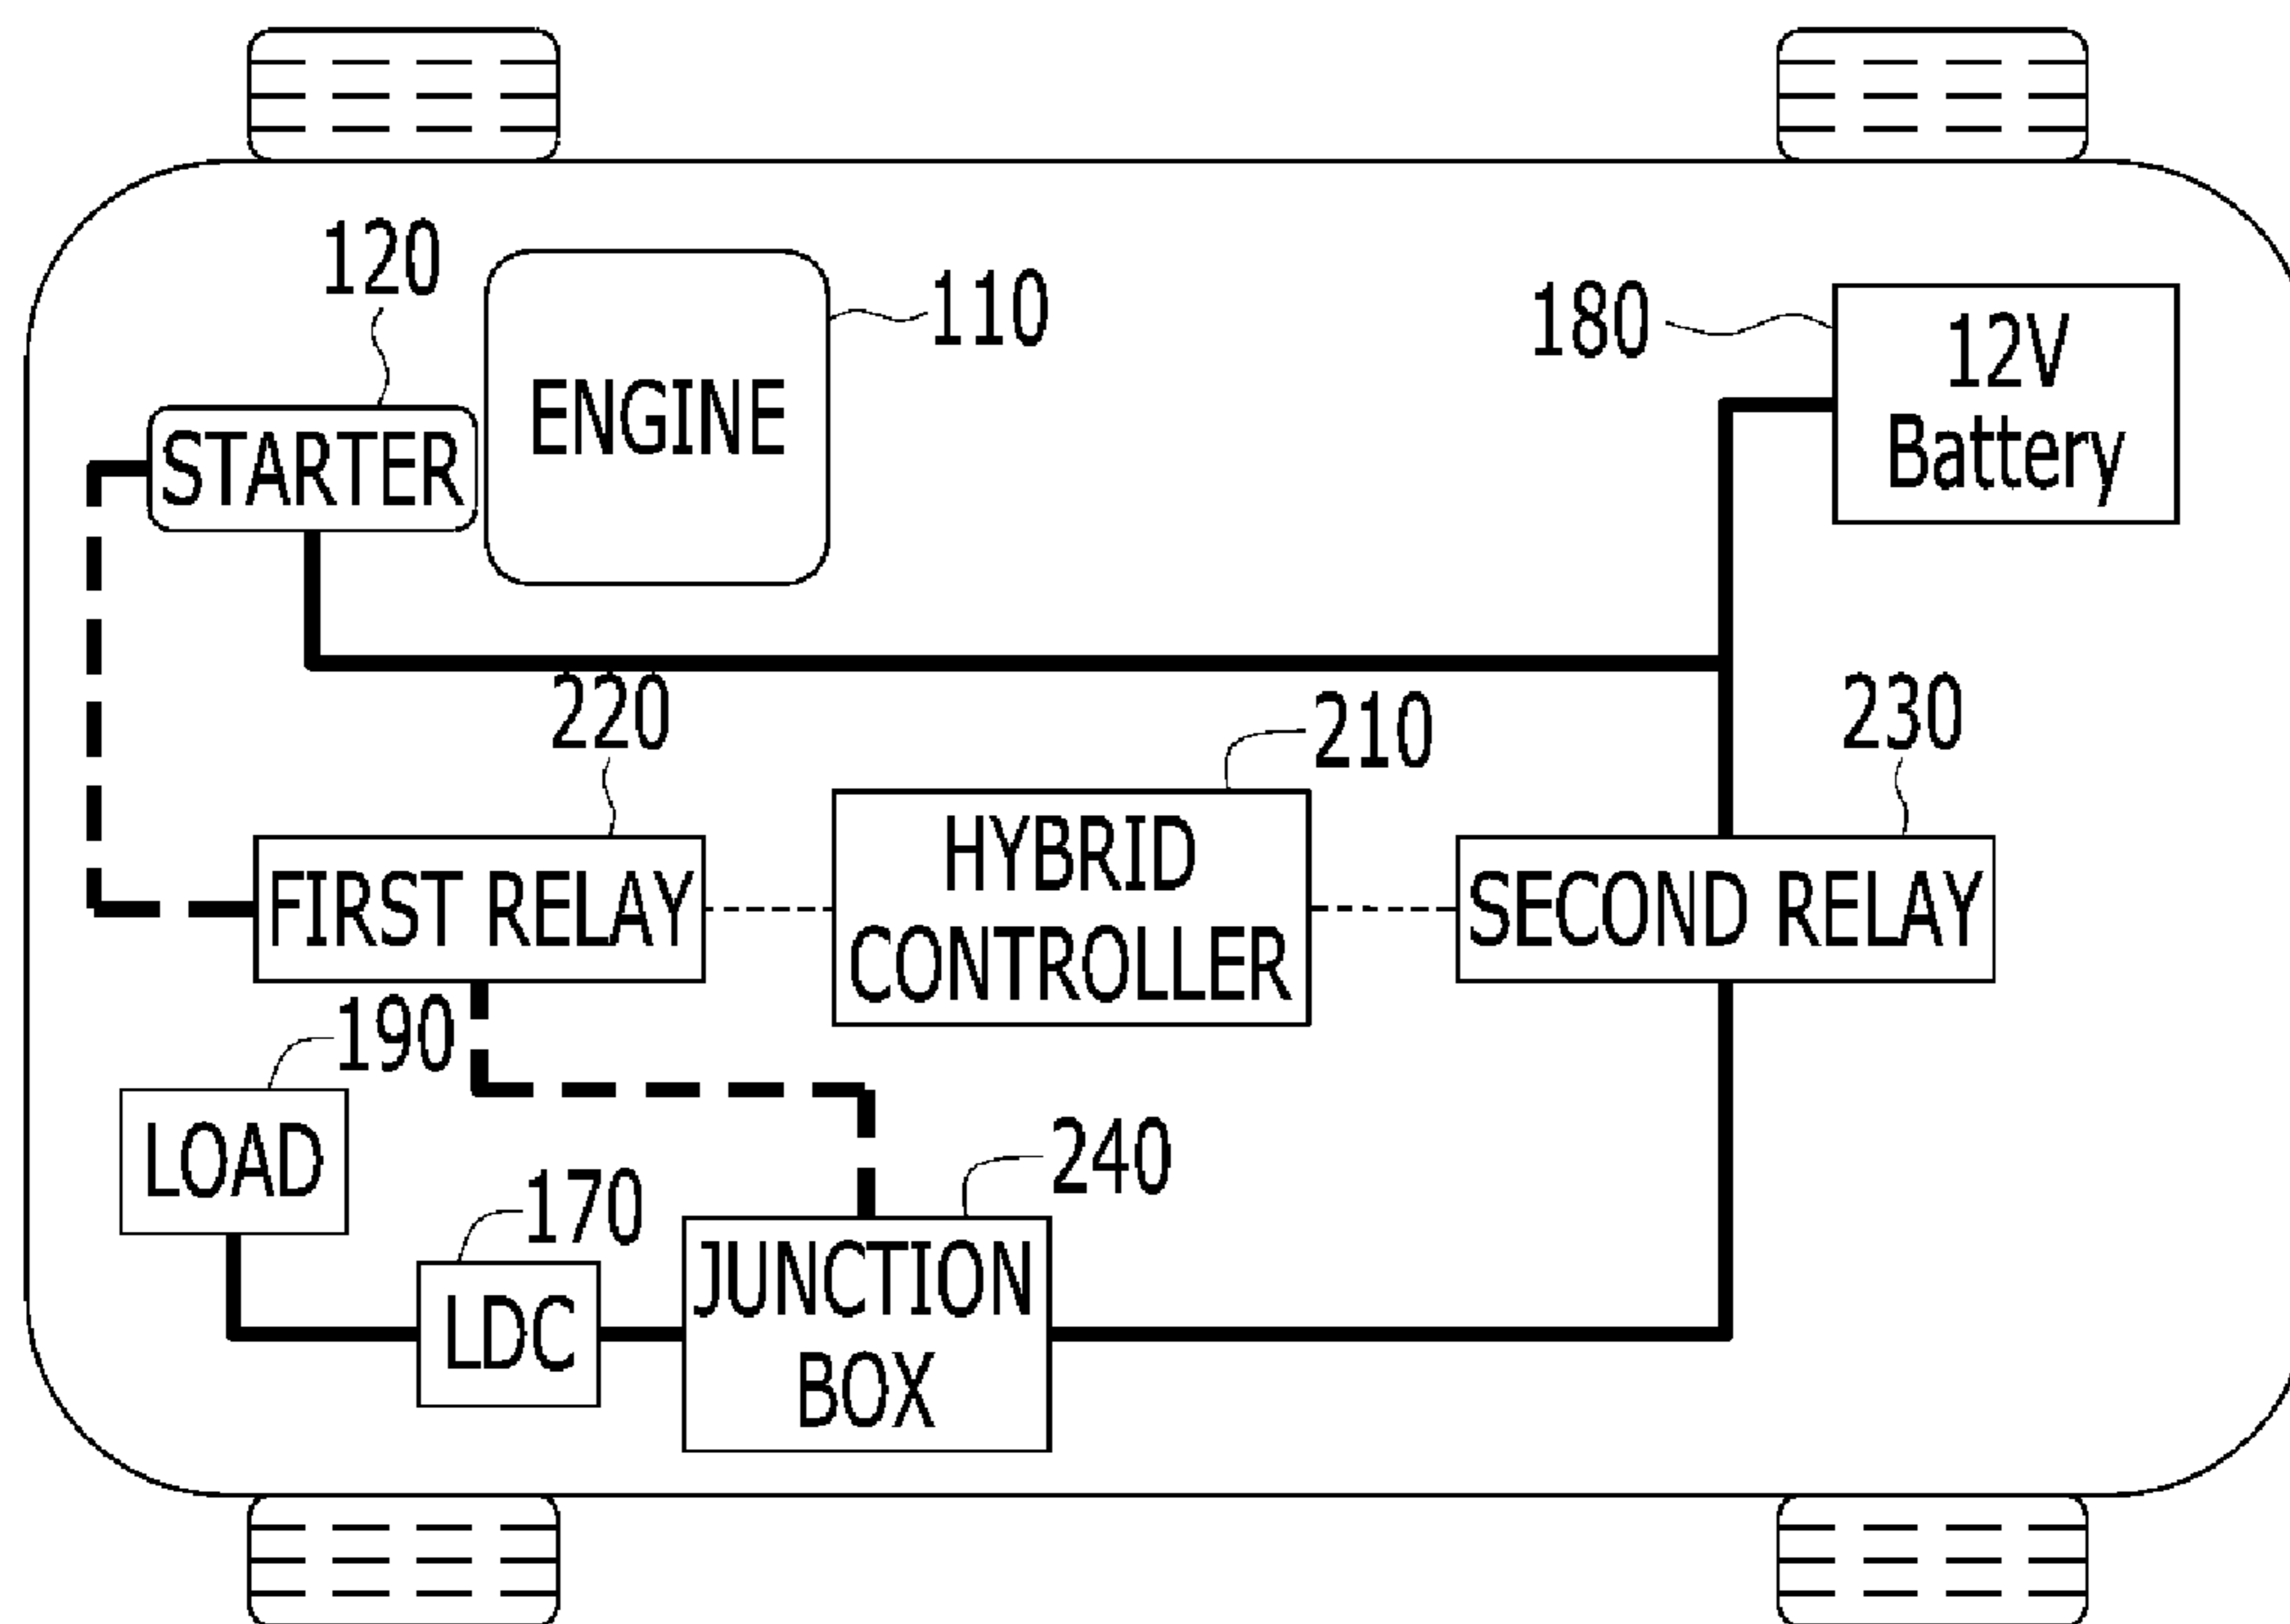 120
110
180
12V
Battery
ENGINE
STARTER
220
210
230
HYBRID
CONTROLLER
FIRST RELAY
SECOND RELAY
190
LOAD
170
240
JUNCTION
BOX
LDC